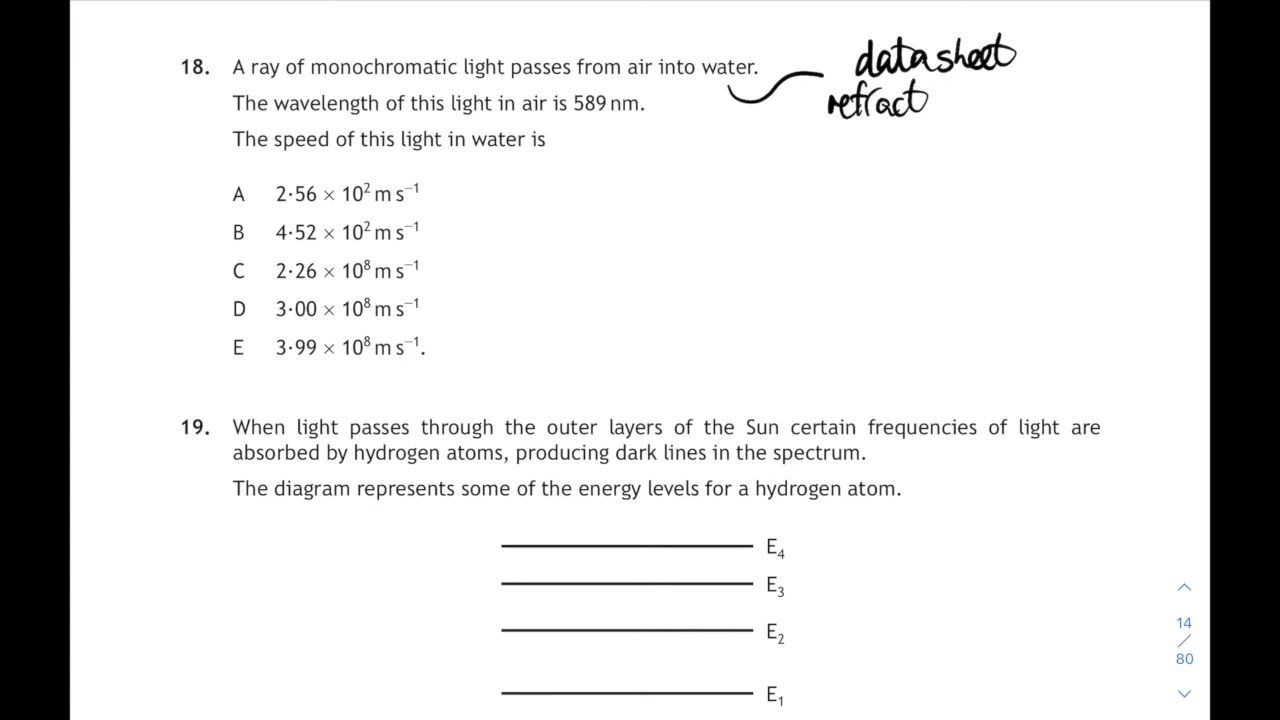 18. A ray of monochromatic light passes from air into water.
datasheet
refract
The wavelength of this light in air is 589 nm.
The speed of this light in water is
A 2·56 × 10² m s⁻¹
B 4·52 × 10² m s⁻¹
C 2·26 × 10⁸ m s⁻¹
D 3·00 × 10⁸ m s⁻¹
E 3·99 × 10⁸ m s⁻¹.
19. When light passes through the outer layers of the Sun certain frequencies of light are
absorbed by hydrogen atoms, producing dark lines in the spectrum.
The diagram represents some of the energy levels for a hydrogen atom.
E₄
E₃
E₂
E₁
14
/
80